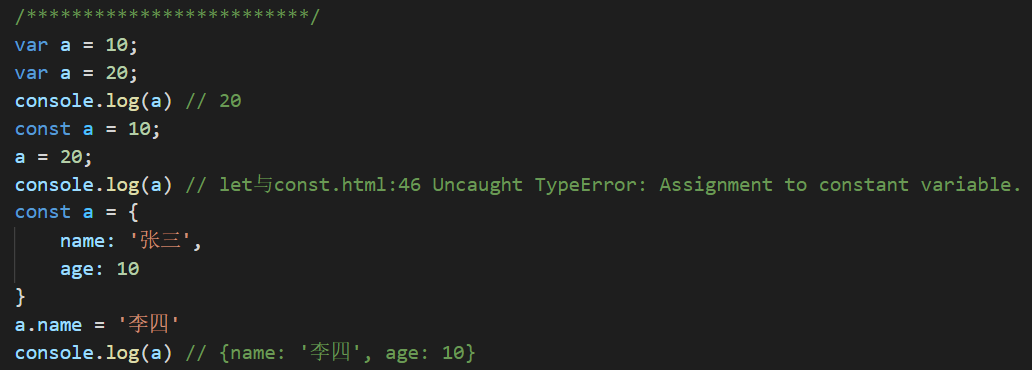 /*************************/
var a = 10;
var a = 20;
console.log(a) // 20
const a = 10;
a = 20;
console.log(a) // let与const.html:46 Uncaught TypeError: Assignment to constant variable.
const a = {
    name: '张三',
    age: 10
}
a.name = '李四'
console.log(a) // {name: '李四', age: 10}